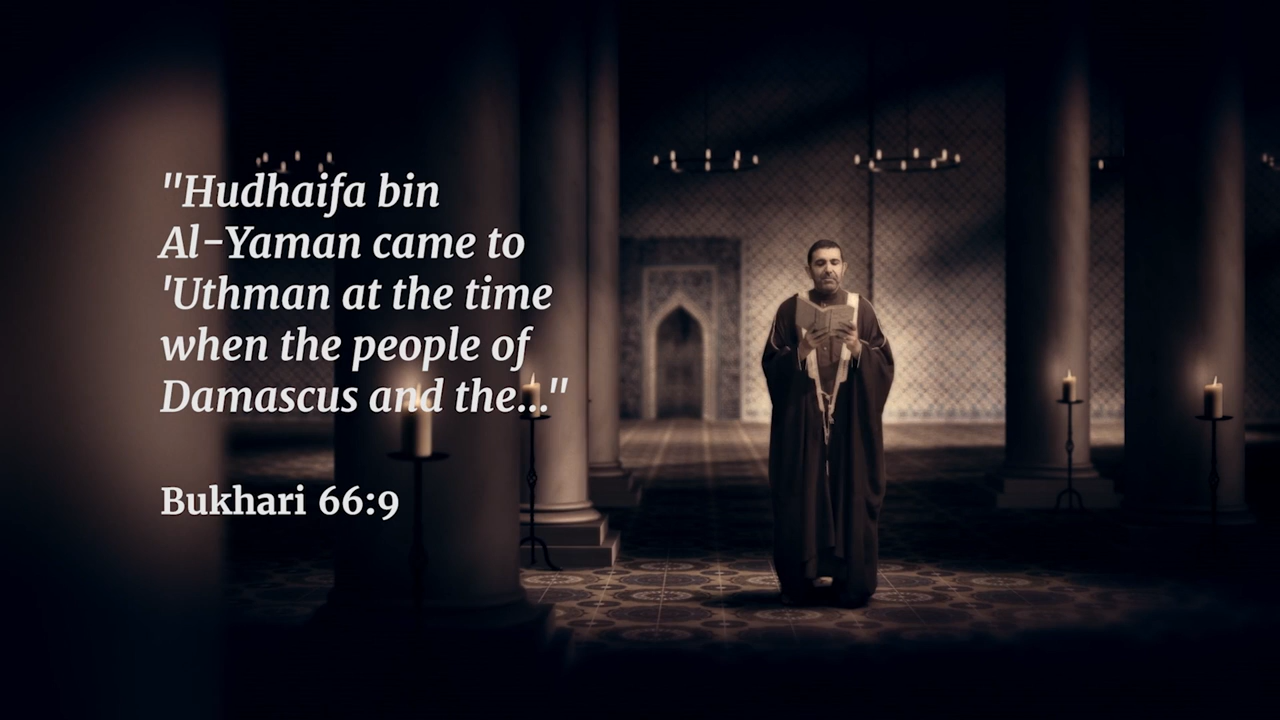 "Hudhaifa bin
Al-Yaman came to
'Uthman at the time
when the people of
Damascus and the..."
Bukhari 66:9